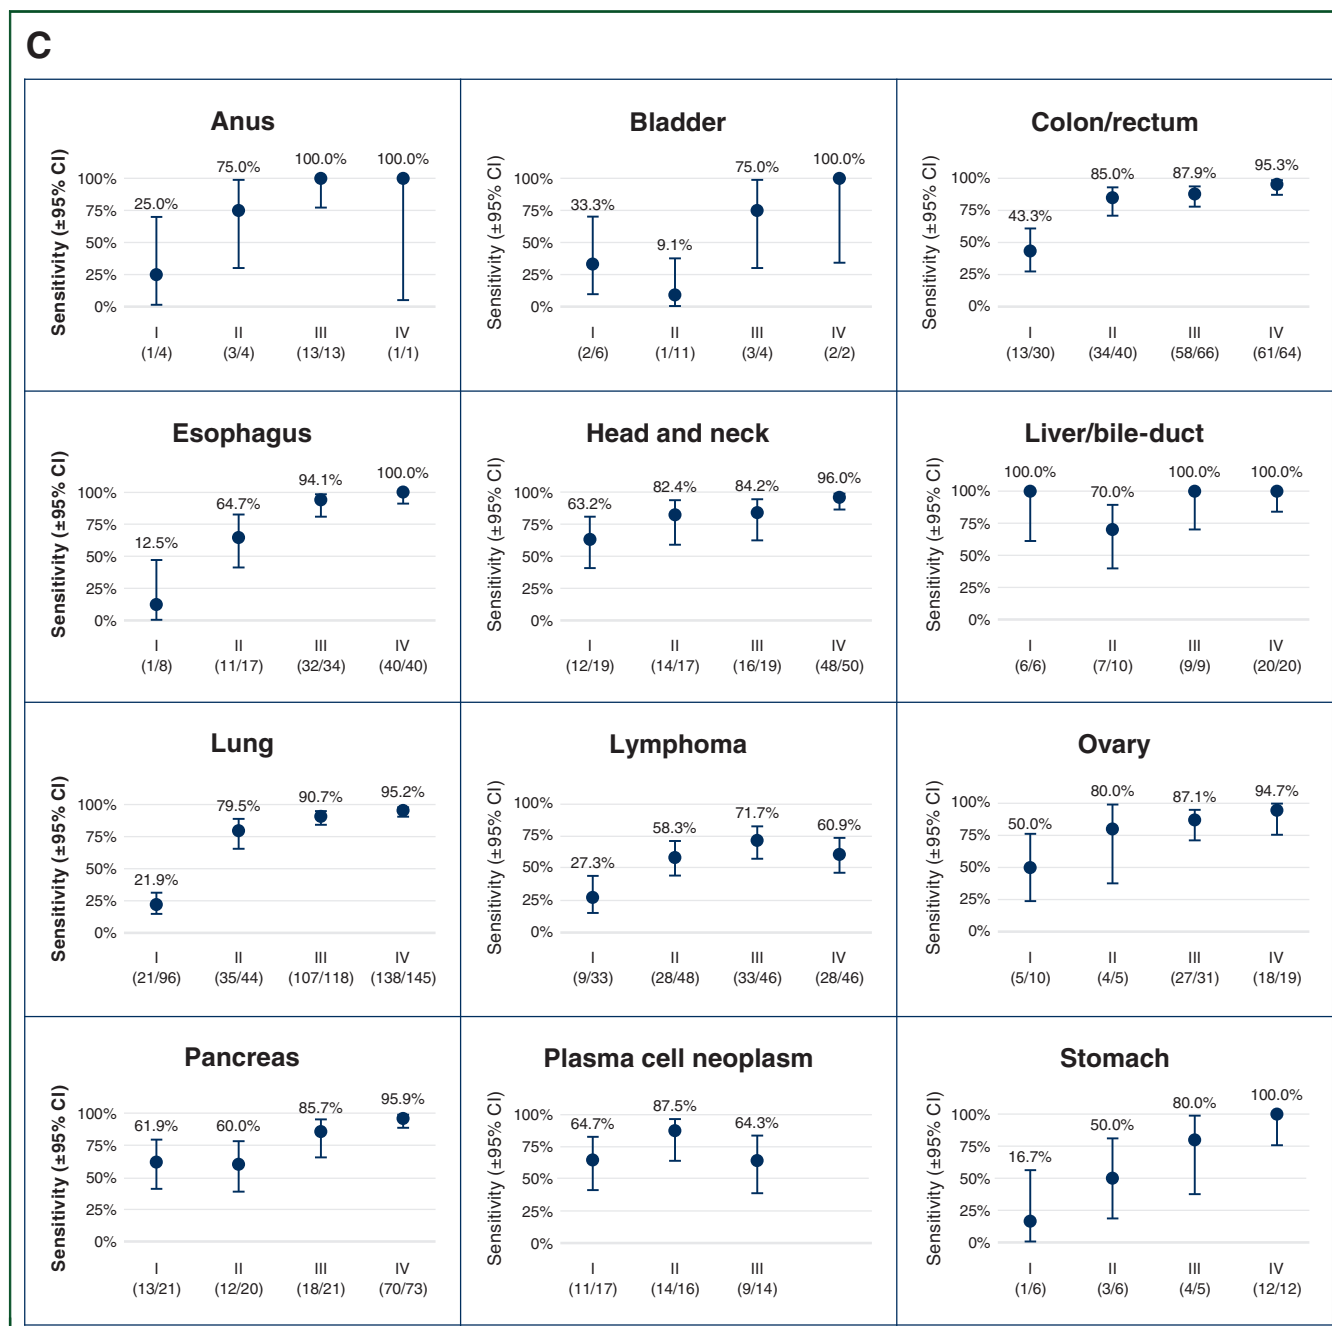 C
Anus
Sensitivity (±95% CI)
100%
75%
50%
25%
0%
25.0%
75.0%
100.0%
100.0%
I
II
III
IV
(1/4)
(3/4)
(13/13)
(1/1)
Bladder
Sensitivity (±95% CI)
100%
75%
50%
25%
0%
33.3%
9.1%
75.0%
100.0%
I
II
III
IV
(2/6)
(1/11)
(3/4)
(2/2)
Colon/rectum
Sensitivity (±95% CI)
100%
75%
50%
25%
0%
43.3%
85.0%
87.9%
95.3%
I
II
III
IV
(13/30)
(34/40)
(58/66)
(61/64)
Esophagus
Sensitivity (±95% CI)
100%
75%
50%
25%
0%
12.5%
64.7%
94.1%
100.0%
I
II
III
IV
(1/8)
(11/17)
(32/34)
(40/40)
Head and neck
Sensitivity (±95% CI)
100%
75%
50%
25%
0%
63.2%
82.4%
84.2%
96.0%
I
II
III
IV
(12/19)
(14/17)
(16/19)
(48/50)
Liver/bile-duct
Sensitivity (±95% CI)
100%
75%
50%
25%
0%
100.0%
70.0%
100.0%
100.0%
I
II
III
IV
(6/6)
(7/10)
(9/9)
(20/20)
Lung
Sensitivity (±95% CI)
100%
75%
50%
25%
0%
21.9%
79.5%
90.7%
95.2%
I
II
III
IV
(21/96)
(35/44)
(107/118)
(138/145)
Lymphoma
Sensitivity (±95% CI)
100%
75%
50%
25%
0%
27.3%
58.3%
71.7%
60.9%
I
II
III
IV
(9/33)
(28/48)
(33/46)
(28/46)
Ovary
Sensitivity (±95% CI)
100%
75%
50%
25%
0%
50.0%
80.0%
87.1%
94.7%
I
II
III
IV
(5/10)
(4/5)
(27/31)
(18/19)
Pancreas
Sensitivity (±95% CI)
100%
75%
50%
25%
0%
61.9%
60.0%
85.7%
95.9%
I
II
III
IV
(13/21)
(12/20)
(18/21)
(70/73)
Plasma cell neoplasm
Sensitivity (±95% CI)
100%
75%
50%
25%
0%
64.7%
87.5%
64.3%
I
II
III
(11/17)
(14/16)
(9/14)
Stomach
Sensitivity (±95% CI)
100%
75%
50%
25%
0%
16.7%
50.0%
80.0%
100.0%
I
II
III
IV
(1/6)
(3/6)
(4/5)
(12/12)